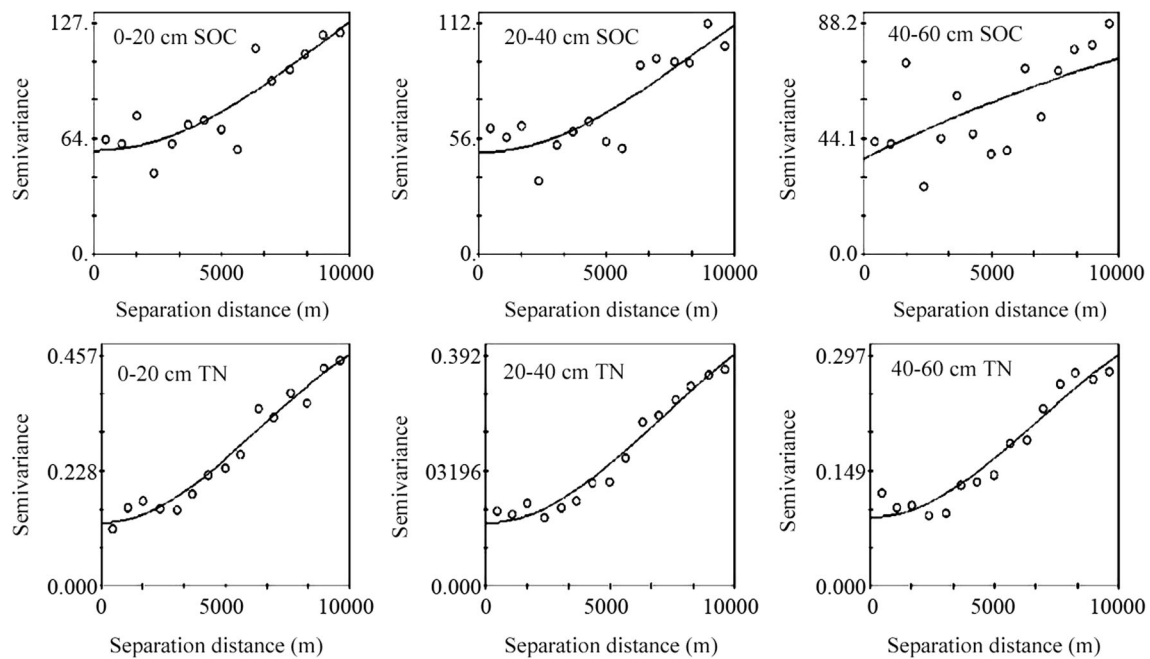 127.
0-20 cm SOC
64.
0.
0 5000 10000
Semivariance
Separation distance (m)
112.
20-40 cm SOC
56.
0.
0 5000 10000
Semivariance
Separation distance (m)
88.2
40-60 cm SOC
44.1
0.0
0 5000 10000
Semivariance
Separation distance (m)
0.457
0-20 cm TN
0.228
0.000
0 5000 10000
Semivariance
Separation distance (m)
0.392
20-40 cm TN
03196
0.000
0 5000 10000
Semivariance
Separation distance (m)
0.297
40-60 cm TN
0.149
0.000
0 5000 10000
Semivariance
Separation distance (m)